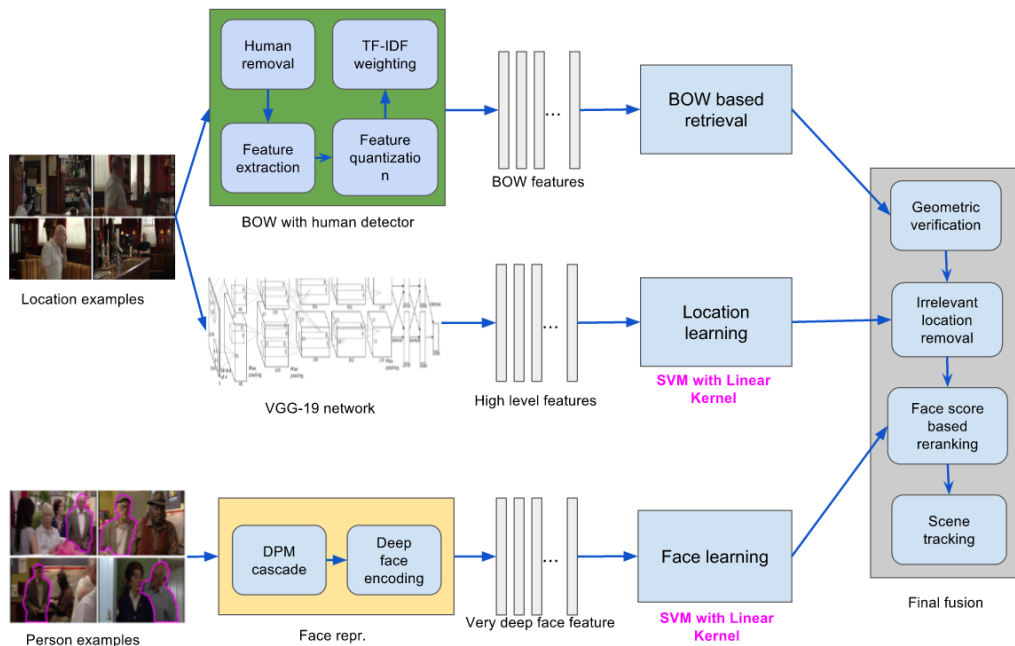 Human
removal
TF-IDF
weighting
Feature
extraction
Feature
quantizatio
n
BOW with human detector
...
BOW features
BOW based
retrieval
Location examples
VGG-19 network
...
High level features
Location
learning
SVM with Linear
Kernel
Geometric
verification
Irrelevant
location
removal
Face score
based
reranking
Scene
tracking
Final fusion
Person examples
DPM
cascade
Deep
face
encoding
Face repr.
...
Very deep face feature
Face learning
SVM with Linear
Kernel